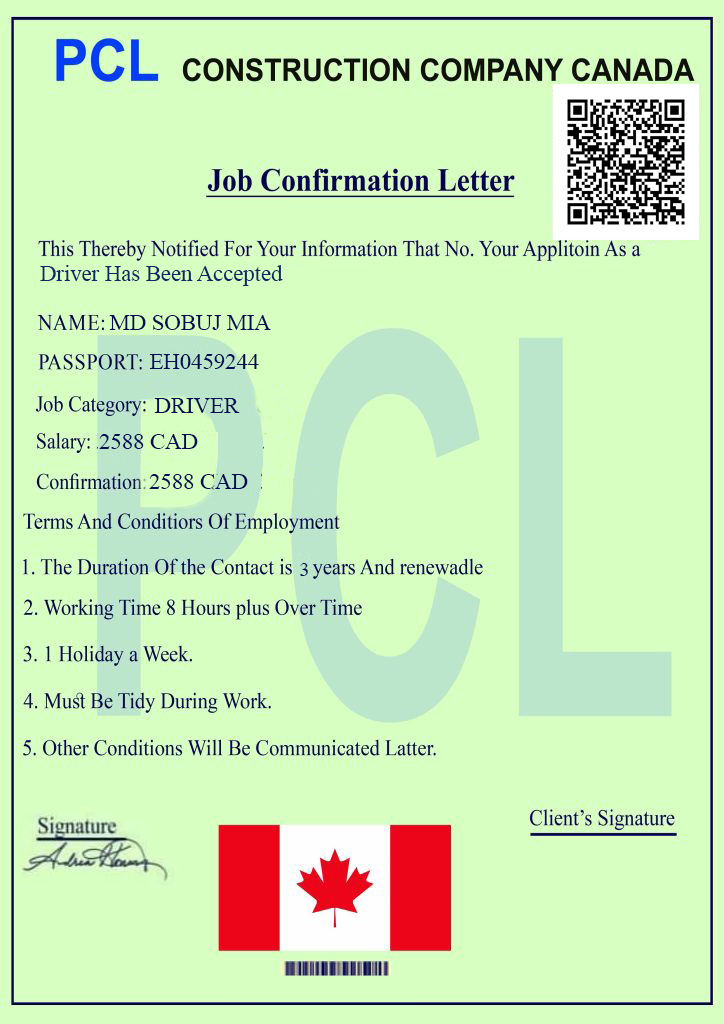 PCL CONSTRUCTION COMPANY CANADA
Job Confirmation Letter
This Thereby Notified For Your Information That No. Your Applitoin As a
Driver Has Been Accepted
NAME: MD SOBUJ MIA
PASSPORT: EH0459244
Job Category: DRIVER
Salary: 2588 CAD
Confirmation: 2588 CAD
Terms And Conditiors Of Employment
1. The Duration Of the Contact is 3 years And renewadle
2. Working Time 8 Hours plus Over Time
3. 1 Holiday a Week.
4. Must Be Tidy During Work.
5. Other Conditions Will Be Communicated Latter.
PCL
Signature
Client's Signature